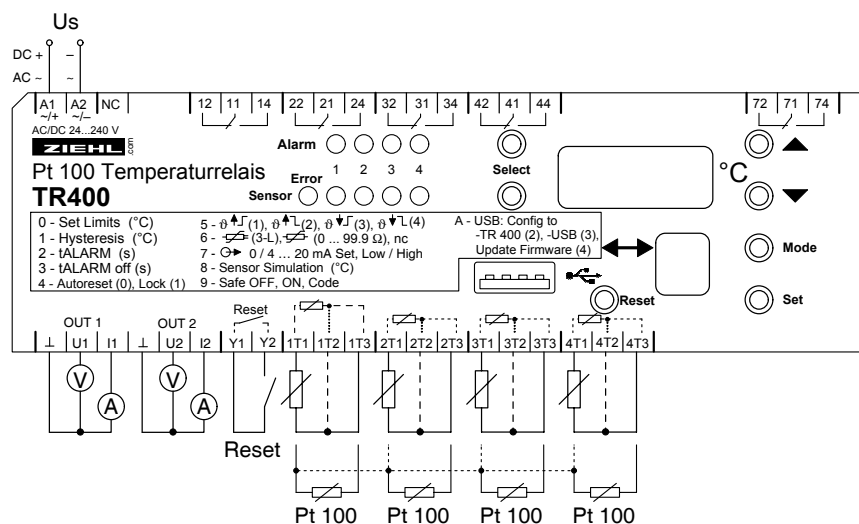 Us
DC + –
AC ~ ~
A1 A2 NC 12 11 14 22 21 24 32 31 34 42 41 44 72 71 74
~/+ ~/–
AC/DC 24...240 V
ZIEHL .com
Alarm
Error 1 2 3 4
Sensor
Select
°C
Pt 100 Temperaturrelais
TR400
0 - Set Limits (°C)
1 - Hysteresis (°C)
2 - tALARM (s)
3 - tALARM off (s)
4 - Autoreset (0), Lock (1)
5 - ϑ (1), ϑ (2), ϑ (3), ϑ (4)
6 - (3-L), (0 ... 99.9 Ω), nc
7 - 0 / 4 ... 20 mA Set, Low / High
8 - Sensor Simulation (°C)
9 - Safe OFF, ON, Code
A - USB: Config to
-TR 400 (2), -USB (3),
Update Firmware (4)
Mode
Set
Reset
OUT 1 OUT 2 Reset
⊥ U1 I1 ⊥ U2 I2 Y1 Y2 1T1 1T2 1T3 2T1 2T2 2T3 3T1 3T2 3T3 4T1 4T2 4T3
V A V A
Reset
Pt 100 Pt 100 Pt 100 Pt 100